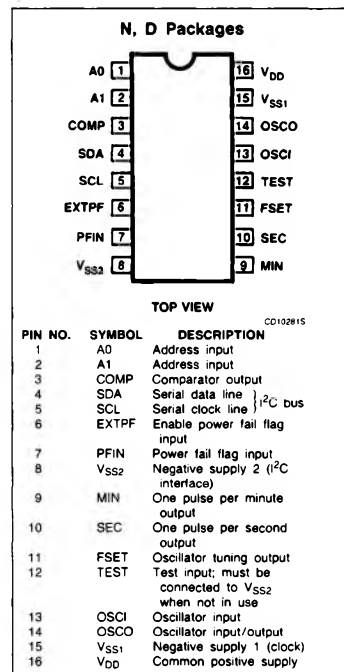 N, D Packages
A0 1
16 VDD
A1 2
15 VSS1
COMP 3
14 OSCO
SDA 4
13 OSCI
SCL 5
12 TEST
EXTPF 6
11 FSET
PFIN 7
10 SEC
VSS2 8
9 MIN
TOP VIEW
CD10281S
PIN NO. SYMBOL DESCRIPTION
1 A0 Address input
2 A1 Address input
3 COMP Comparator output
4 SDA Serial data line
5 SCL Serial clock line } I²C bus
6 EXTPF Enable power fail flag
input
7 PFIN Power fail flag input
8 VSS2 Negative supply 2 (I²C
interface)
9 MIN One pulse per minute
output
10 SEC One pulse per second
output
11 FSET Oscillator tuning output
12 TEST Test input; must be
connected to VSS2
when not in use
13 OSCI Oscillator input
14 OSCO Oscillator input/output
15 VSS1 Negative supply 1 (clock)
16 VDD Common positive supply